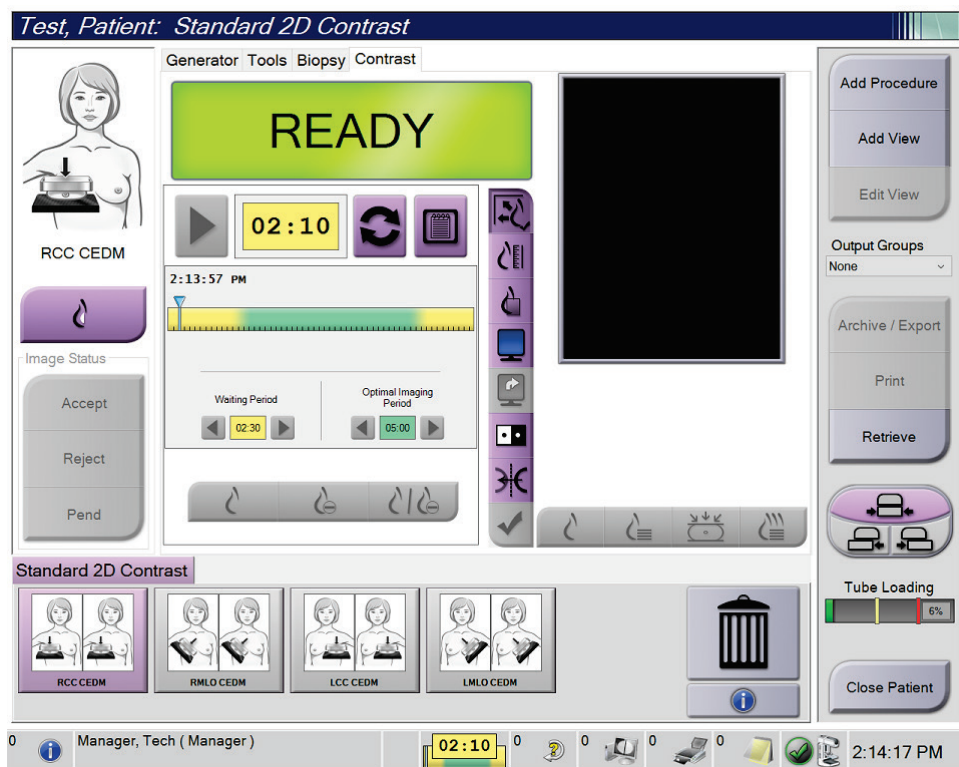 Test, Patient: Standard 2D Contrast
Generator Tools Biopsy Contrast
READY
RCC CEDM
02:10
2:13:57 PM
Waiting Period
Optimal Imaging
Period
02:30
05:00
Image Status
Accept
Reject
Pend
Add Procedure
Add View
Edit View
Output Groups
None
Archive / Export
Print
Retrieve
Tube Loading
6%
Close Patient
Standard 2D Contrast
RCC CEDM
RMLO CEDM
LCC CEDM
LMLO CEDM
0
Manager, Tech ( Manager )
02:10
0
0
0
0
2:14:17 PM